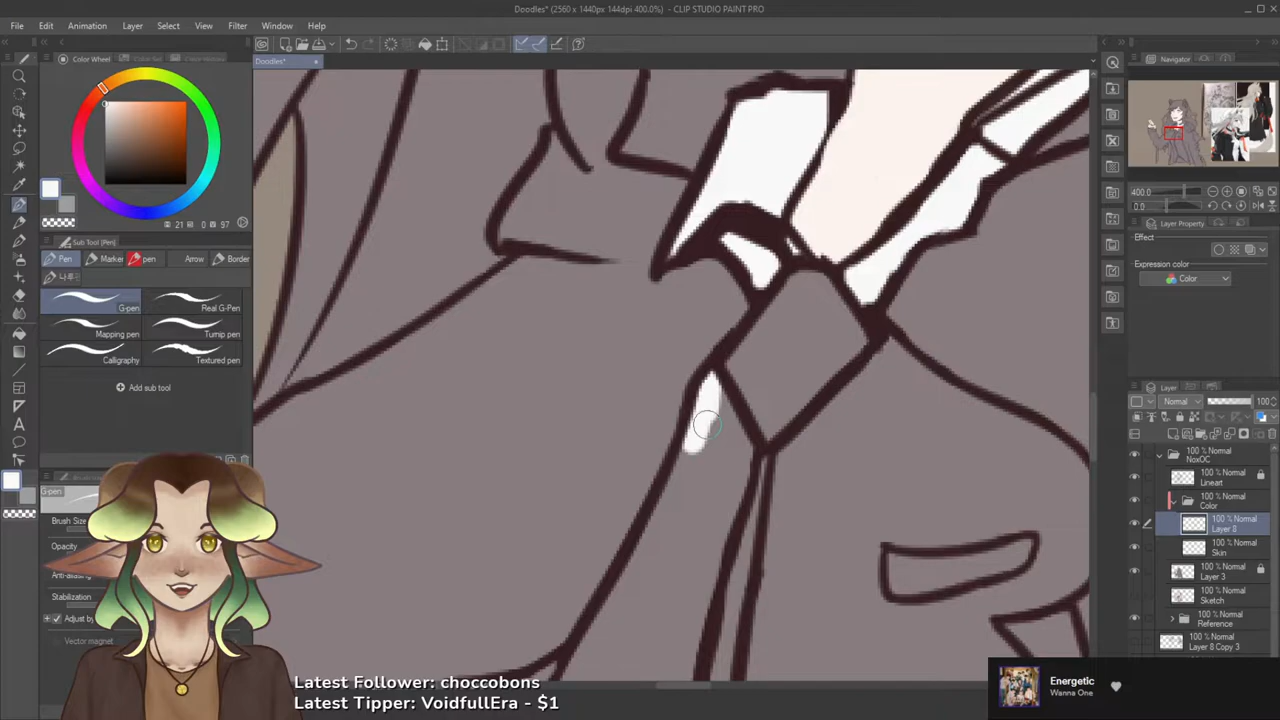 Doodles* (2560 x 1440px 144dpi 400.0%) - CLIP STUDIO PAINT PRO
File Edit Animation Layer Select View Filter Window Help
Color Wheel
Doodles*
Navigator
400.0
0.0
21 0 97
Sub Tool [Pen]
Pen Marker pen Arrow Border
G-pen Real G-Pen
Mapping pen Turnip pen
Calligraphy Textured pen
Add sub tool
Layer Property
Effect
Expression color
Color
Layer
Normal 100
100 % Normal
NoxOC
100 % Normal
Lineart
100 % Normal
Color
100 % Normal
Layer 8
100 % Normal
Skin
100 % Normal
Layer 3
100 % Normal
Sketch
100 % Normal
Reference
100 % Normal
Layer 8 Copy 3
G-pen
Brush Size
Opacity
Stabilization
Adjust by
Vector magnet
Latest Follower: choccobons
Latest Tipper: VoidfullEra - $1
Energetic
Wanna One